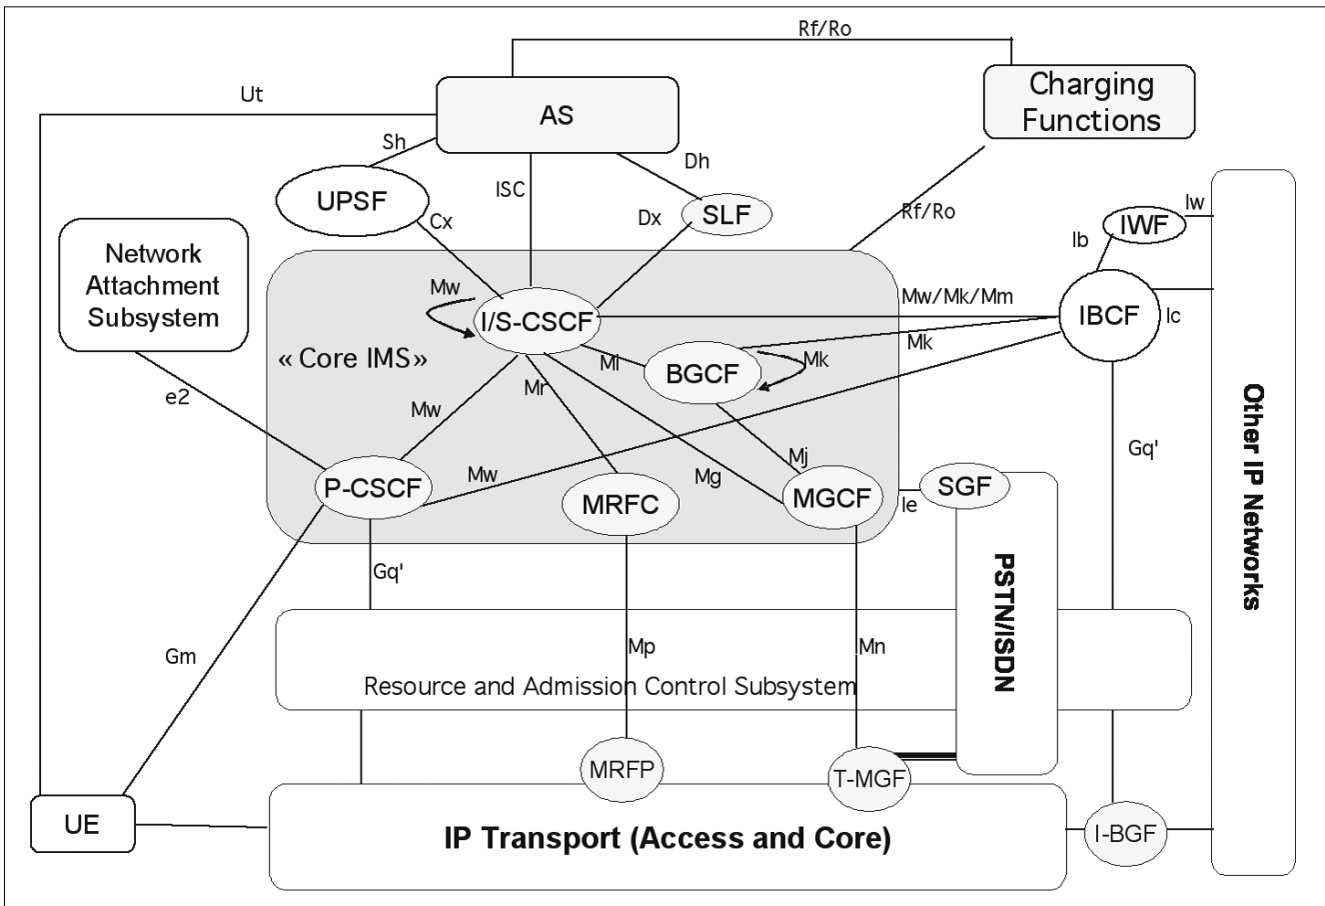 Rf/Ro
Ut
AS
Charging
Functions
Sh
Dh
ISC
UPSF
SLF
Cx
Dx
Rf/Ro
Iw
IWF
Ib
Network
Attachment
Subsystem
Mw
I/S-CSCF
Mw/Mk/Mm
IBCF
Ic
« Core IMS»
Mi
BGCF
Mk
Mk
Mr
e2
Mw
Mw
Mg
Mj
Gq'
P-CSCF
MRFC
MGCF
Ie
SGF
Other IP Networks
Gq'
PSTN/ISDN
Gm
Mp
Mn
Resource and Admission Control Subsystem
MRFP
T-MGF
UE
IP Transport (Access and Core)
I-BGF